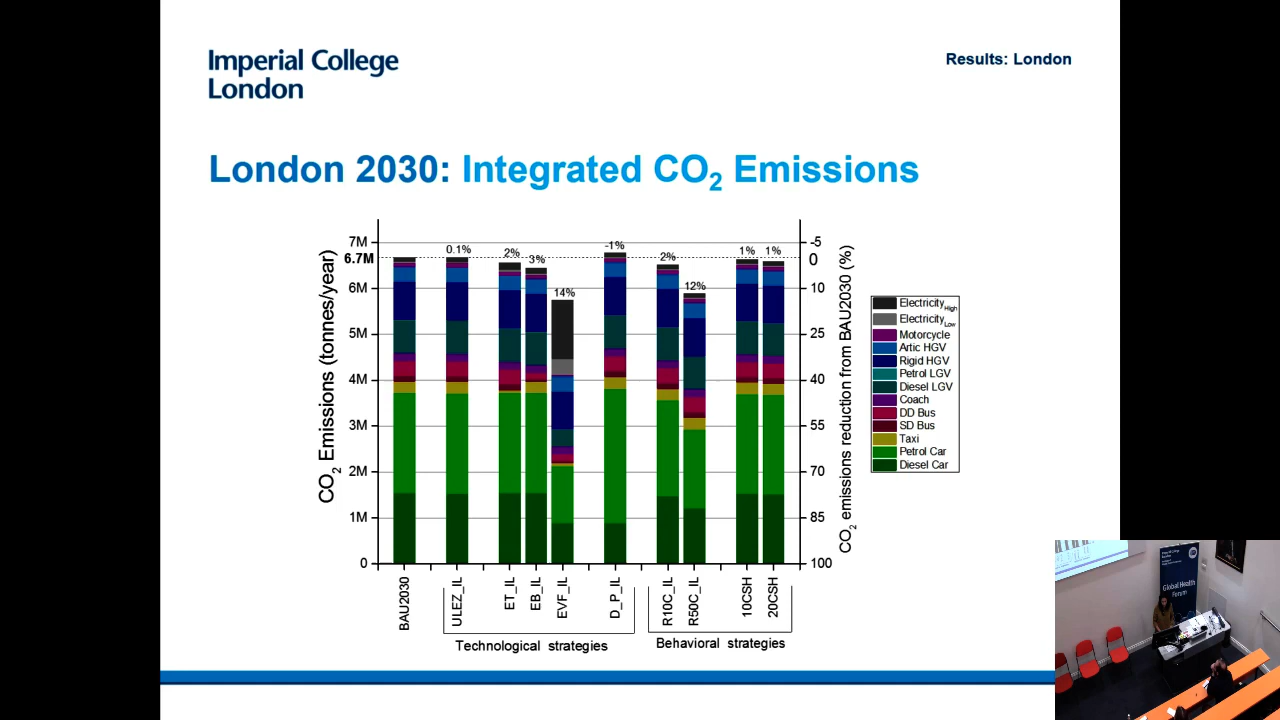 Imperial College
London
Results: London
London 2030: Integrated CO2 Emissions
CO2 Emissions (tonnes/year)
7M
6.7M
6M
5M
4M
3M
2M
1M
0
0.1%
2%
3%
14%
-1%
2%
12%
1%
1%
-5
0
10
25
40
55
70
85
100
CO2 emissions reduction from BAU2030 (%)
ElectricityHigh
ElectricityLow
Motorcycle
Artic HGV
Rigid HGV
Petrol LGV
Diesel LGV
Coach
DD Bus
SD Bus
Taxi
Petrol Car
Diesel Car
BAU2030
ULEZ_IL
ET_IL
EB_IL
EVF_IL
D_P_IL
R10C_IL
R50C_IL
10CSH
20CSH
Technological strategies
Behavioral strategies
Global Health
Forum